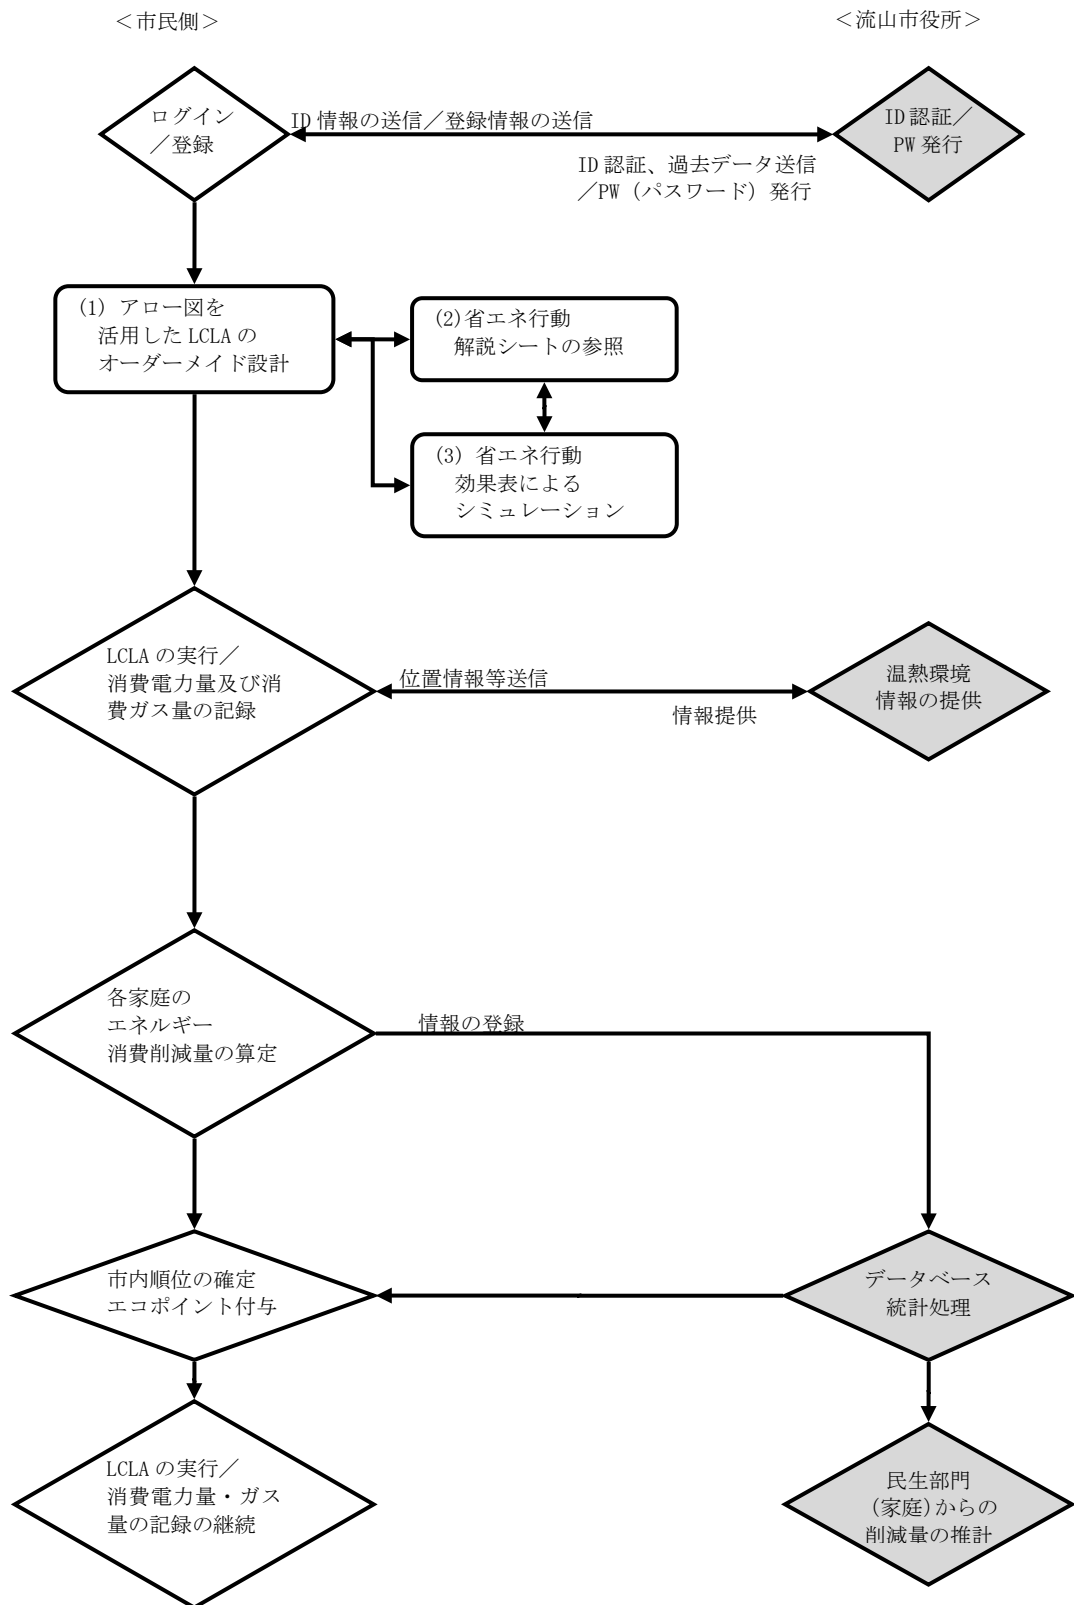 ＜市民側＞
＜流山市役所＞
ログイン
／登録
ID 情報の送信／登録情報の送信
ID 認証／
PW 発行
ID 認証、過去データ送信
／PW（パスワード）発行
(1) アロー図を
活用した LCLA の
オーダーメイド設計
(2)省エネ行動
解説シートの参照
(3) 省エネ行動
効果表による
シミュレーション
LCLA の実行／
消費電力量及び消
費ガス量の記録
位置情報等送信
情報提供
温熱環境
情報の提供
各家庭の
エネルギー
消費削減量の算定
情報の登録
市内順位の確定
エコポイント付与
データベース
統計処理
LCLA の実行／
消費電力量・ガス
量の記録の継続
民生部門
(家庭)からの
削減量の推計